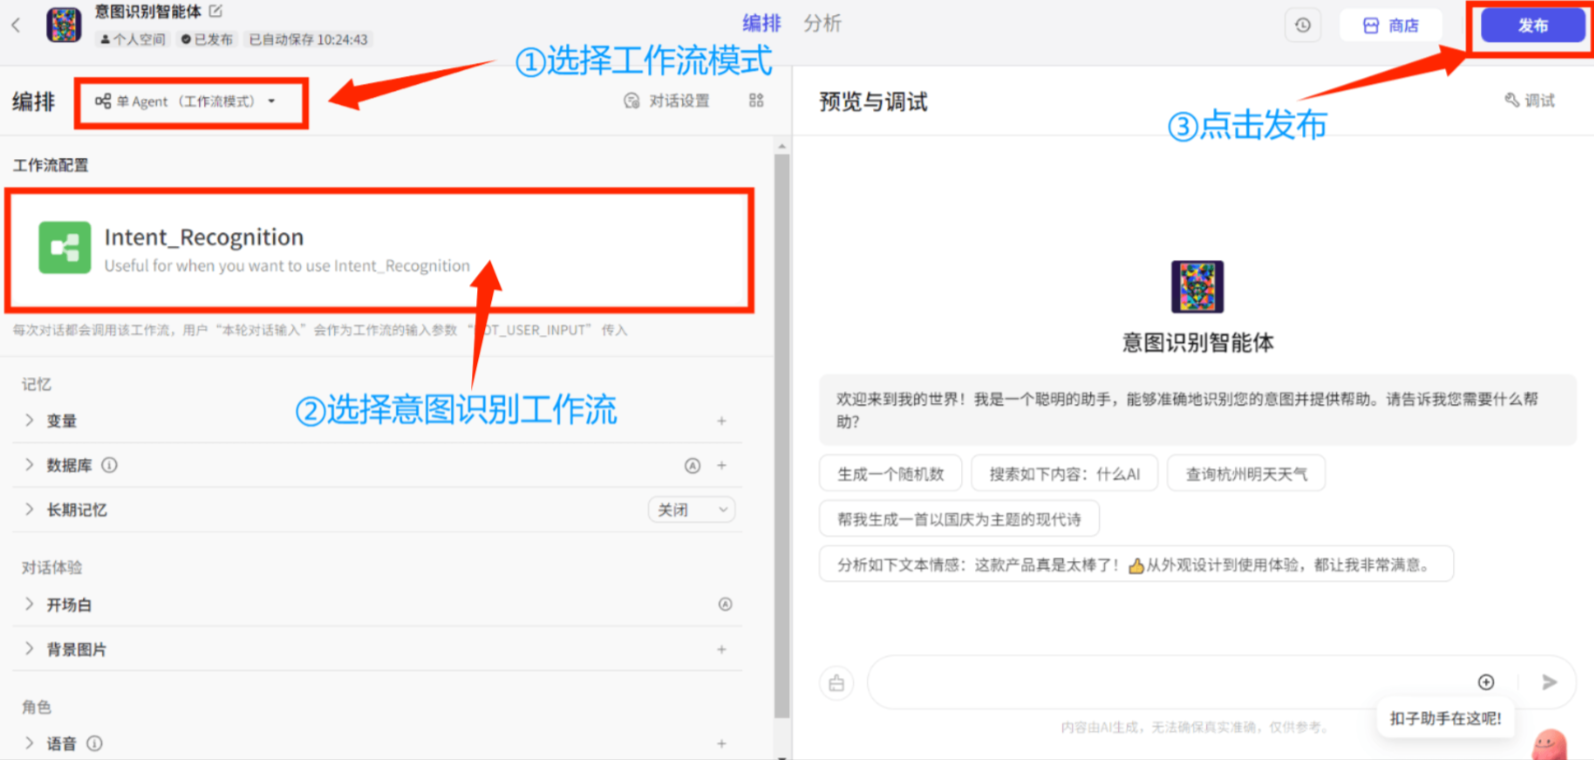 意图识别智能体
个人空间 已发布 已自动保存 10:24:43
编排 分析
商店
发布
①选择工作流模式
编排
单 Agent （工作流模式）
对话设置
预览与调试
调试
③点击发布
工作流配置
Intent_Recognition
Useful for when you want to use Intent_Recognition
每次对话都会调用该工作流，用户“本轮对话输入”会作为工作流的输入参数 “ OT_USER_INPUT” 传入
②选择意图识别工作流
记忆
变量
数据库
长期记忆
关闭
对话体验
开场白
背景图片
角色
语音
意图识别智能体
欢迎来到我的世界！我是一个聪明的助手，能够准确地识别您的意图并提供帮助。请告诉我您需要什么帮
助？
生成一个随机数
搜索如下内容：什么AI
查询杭州明天天气
帮我生成一首以国庆为主题的现代诗
分析如下文本情感：这款产品真是太棒了！👍从外观设计到使用体验，都让我非常满意。
内容由AI生成，无法确保真实准确，仅供参考。
扣子助手在这呢!